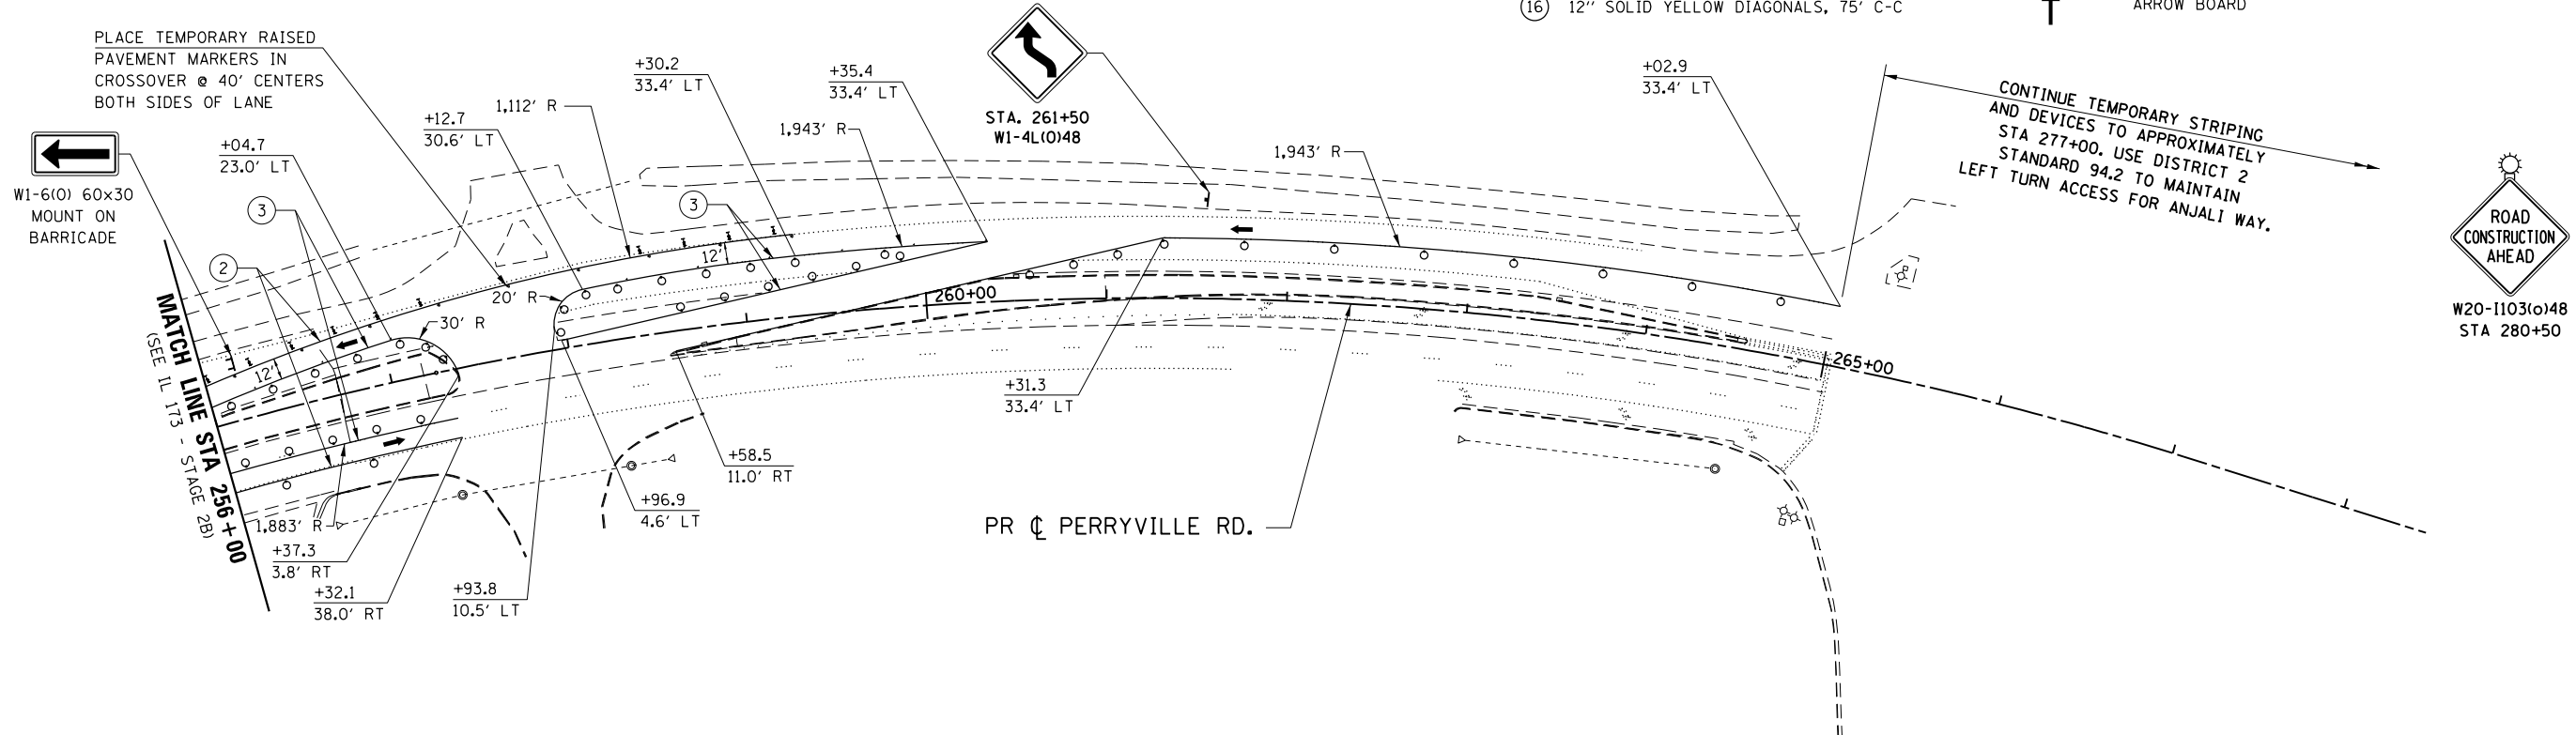 (16) 12'' SOLID YELLOW DIAGONALS, 75' C-C
ARROW BOARD
PLACE TEMPORARY RAISED
PAVEMENT MARKERS IN
CROSSOVER @ 40' CENTERS
BOTH SIDES OF LANE
W1-6(O) 60x30
MOUNT ON
BARRICADE
+04.7
23.0' LT
3
2
+12.7
30.6' LT
1,112' R
+30.2
33.4' LT
+35.4
33.4' LT
1,943' R
3
STA. 261+50
W1-4L(O)48
1,943' R
+02.9
33.4' LT
CONTINUE TEMPORARY STRIPING
AND DEVICES TO APPROXIMATELY
STA 277+00. USE DISTRICT 2
STANDARD 94.2 TO MAINTAIN
LEFT TURN ACCESS FOR ANJALI WAY.
ROAD
CONSTRUCTION
AHEAD
W20-I103(o)48
STA 280+50
MATCH LINE STA 256+00
(SEE IL 173 - STAGE 2B)
12'
12'
20' R
30' R
260+00
265+00
1,883' R
+37.3
3.8' RT
+32.1
38.0' RT
+93.8
10.5' LT
+96.9
4.6' LT
+58.5
11.0' RT
+31.3
33.4' LT
PR ℄ PERRYVILLE RD.